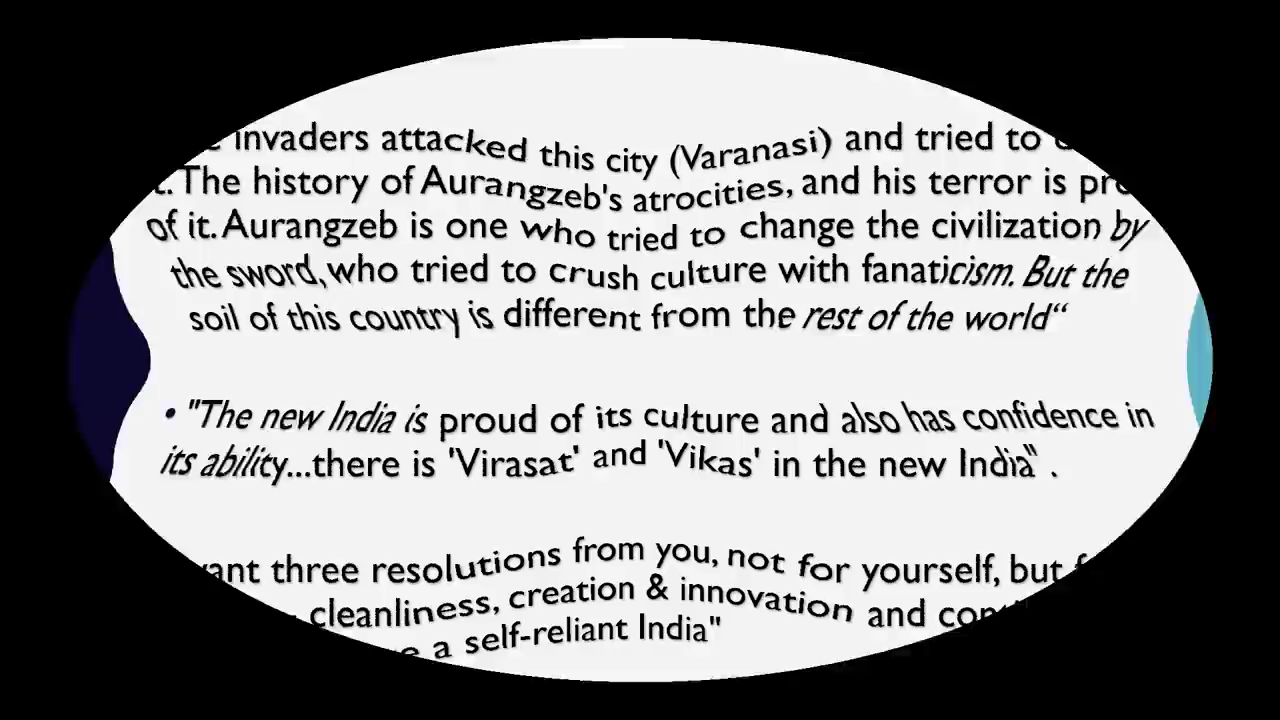 invaders attacked this city (Varanasi) and tried to
The history of Aurangzeb's atrocities, and his terror is
of it. Aurangzeb is one who tried to change the civilization by
the sword, who tried to crush culture with fanaticism. But the
soil of this country is different from the rest of the world“
• "The new India is proud of its culture and also has confidence in
its ability...there is 'Virasat' and 'Vikas' in the new India" .
three resolutions from you, not for yourself, but
cleanliness, creation & innovation and
a self-reliant India"